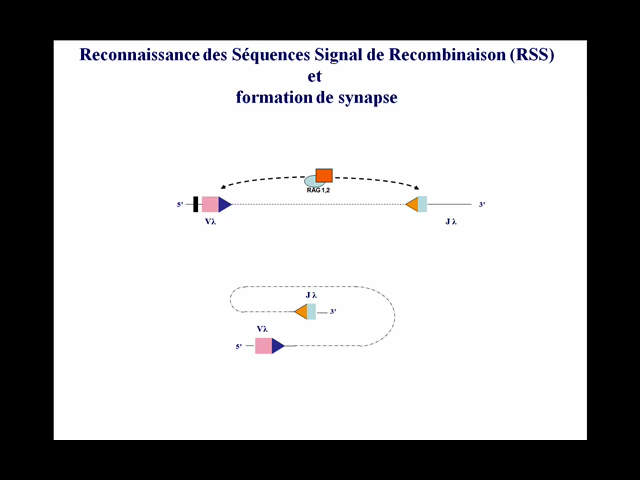 Reconnaissance des Séquences Signal de Recombinaison (RSS)
et
formation de synapse
RAG 1,2
5’
3’
Vλ
J λ
J λ
3’
Vλ
5’